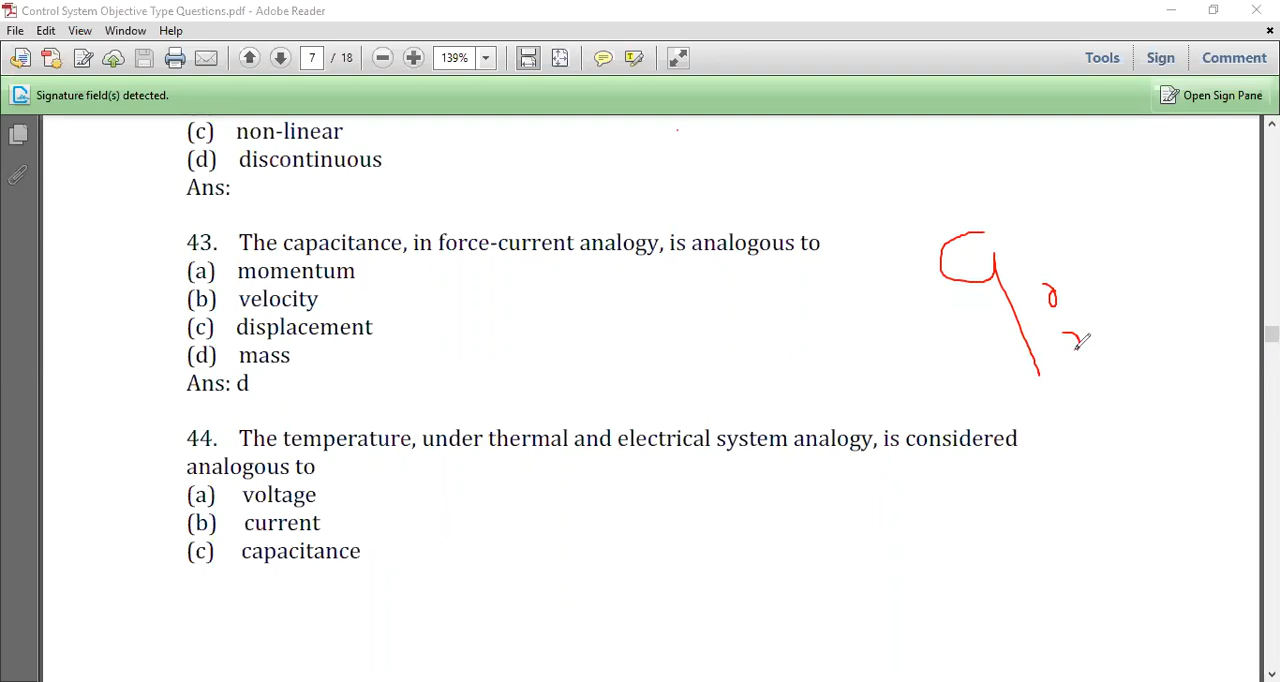 Control System Objective Type Questions.pdf - Adobe Reader
File Edit View Window Help
7 / 18 139% Tools Sign Comment
Signature field(s) detected. Open Sign Pane
(c) non-linear
(d) discontinuous
Ans:
43. The capacitance, in force-current analogy, is analogous to
(a) momentum
(b) velocity
(c) displacement
(d) mass
Ans: d
44. The temperature, under thermal and electrical system analogy, is considered
analogous to
(a) voltage
(b) current
(c) capacitance